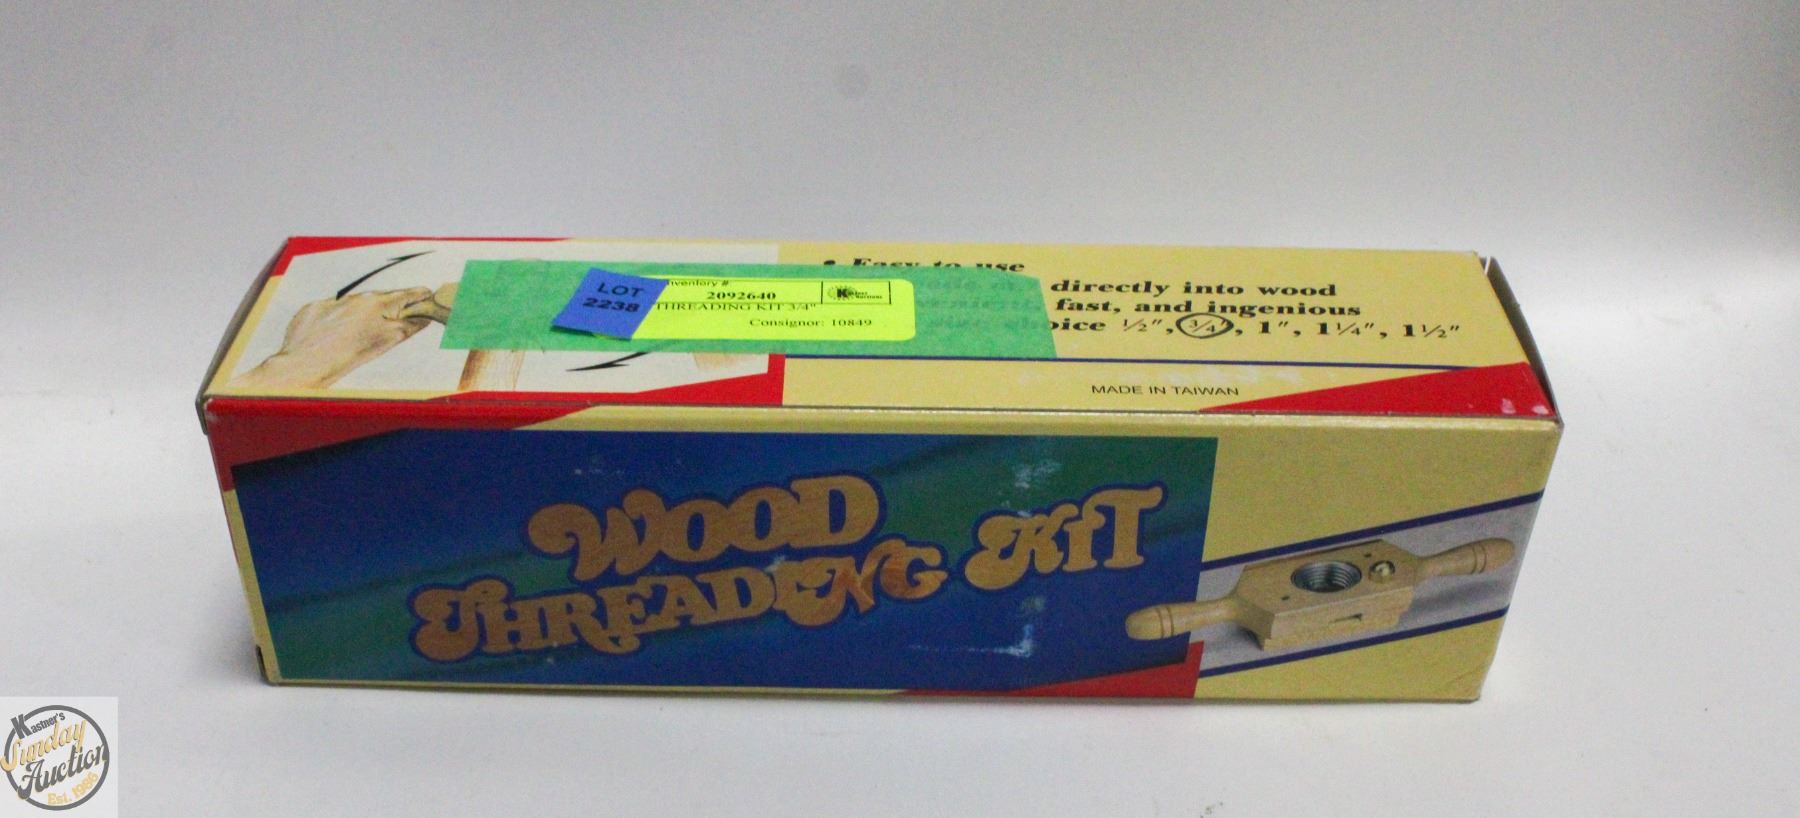 • Easy to use
directly into wood
fast, and ingenious
½", ¾", 1", 1¼", 1½"
MADE IN TAIWAN
LOT
2238
Inventory #:
2092640
THREADING KIT 3/4"
Consignor: 10849
Kastner
Auctions
WOOD
THREADING KIT
Kastner's
Sunday
Auction
Est. 1986